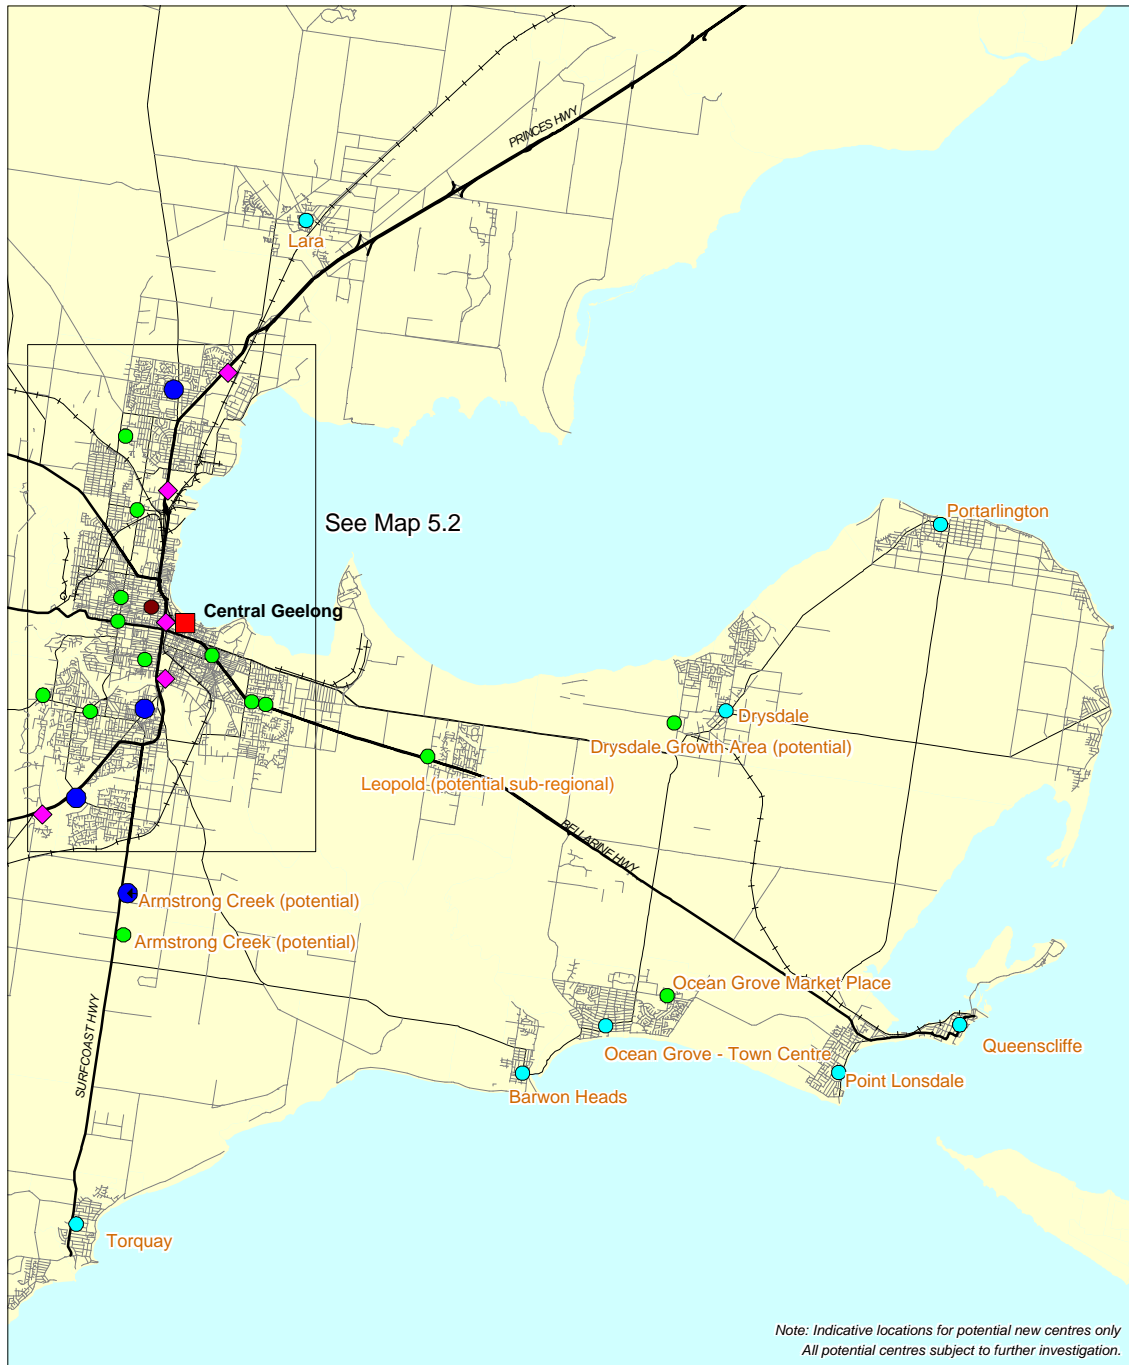 PRINCES HWY
Lara
See Map 5.2
Portarlington
Central Geelong
Drysdale
Drysdale Growth Area (potential)
Leopold (potential sub-regional)
BELLARINE HWY
Armstrong Creek (potential)
Armstrong Creek (potential)
Ocean Grove Market Place
SURFCOAST HWY
Ocean Grove - Town Centre
Queenscliffe
Point Lonsdale
Barwon Heads
Torquay
Note: Indicative locations for potential new centres only
All potential centres subject to further investigation.